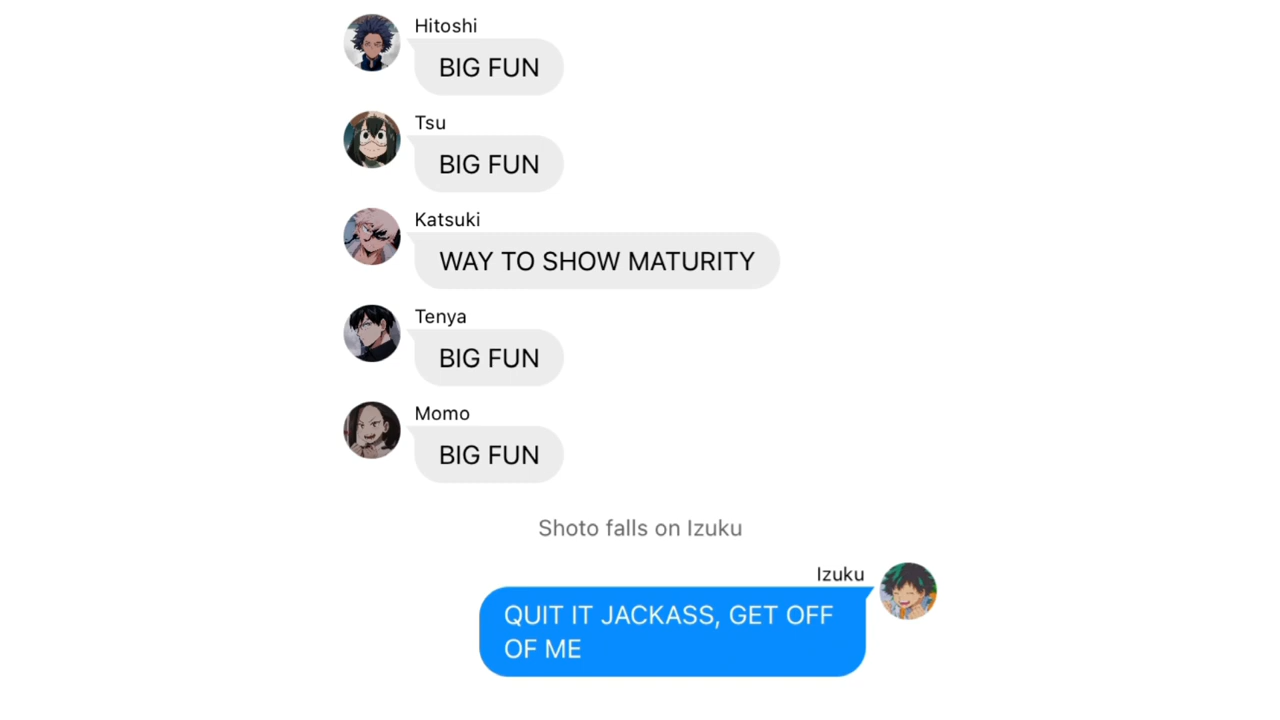 Hitoshi
BIG FUN
Tsu
BIG FUN
Katsuki
WAY TO SHOW MATURITY
Tenya
BIG FUN
Momo
BIG FUN
Shoto falls on Izuku
Izuku
QUIT IT JACKASS, GET OFF
OF ME